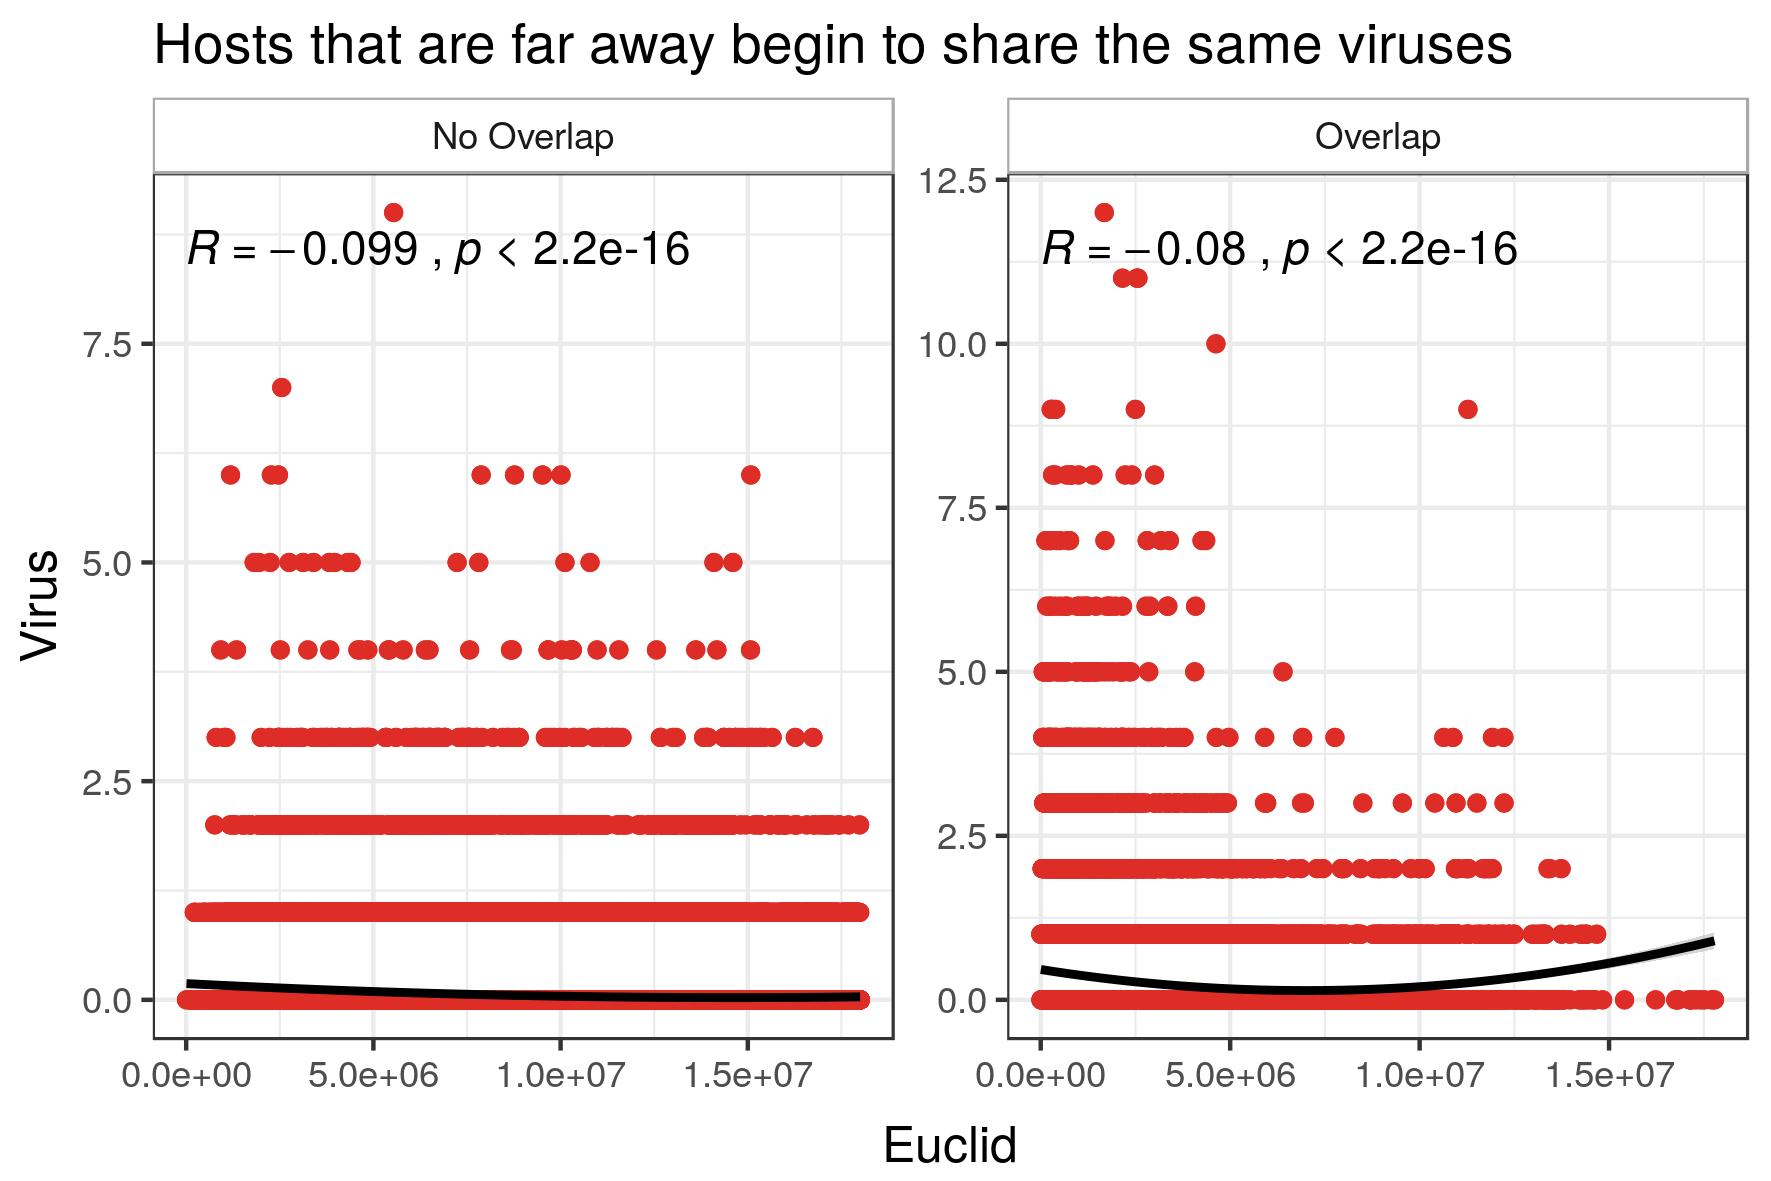 Hosts that are far away begin to share the same viruses
No Overlap
Overlap
R = −0.099 , p < 2.2e-16
R = −0.08 , p < 2.2e-16
Virus
7.5
5.0
2.5
0.0
12.5
10.0
7.5
5.0
2.5
0.0
0.0e+00 5.0e+06 1.0e+07 1.5e+07
0.0e+00 5.0e+06 1.0e+07 1.5e+07
Euclid